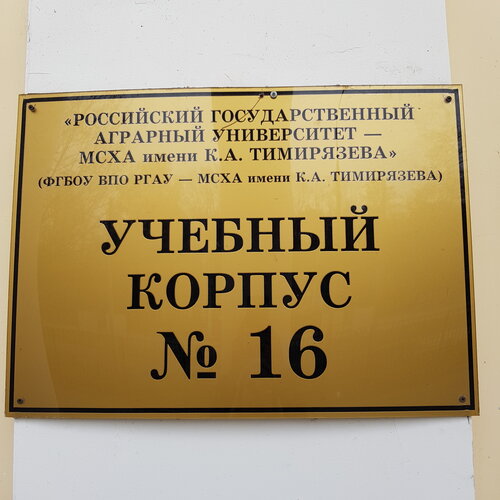 «РОССИЙСКИЙ ГОСУДАРСТВЕННЫЙ
АГРАРНЫЙ УНИВЕРСИТЕТ —
МСХА имени К.А. ТИМИРЯЗЕВА»
(ФГБОУ ВПО РГАУ — МСХА имени К.А. ТИМИРЯЗЕВА)
УЧЕБНЫЙ
КОРПУС
№ 16